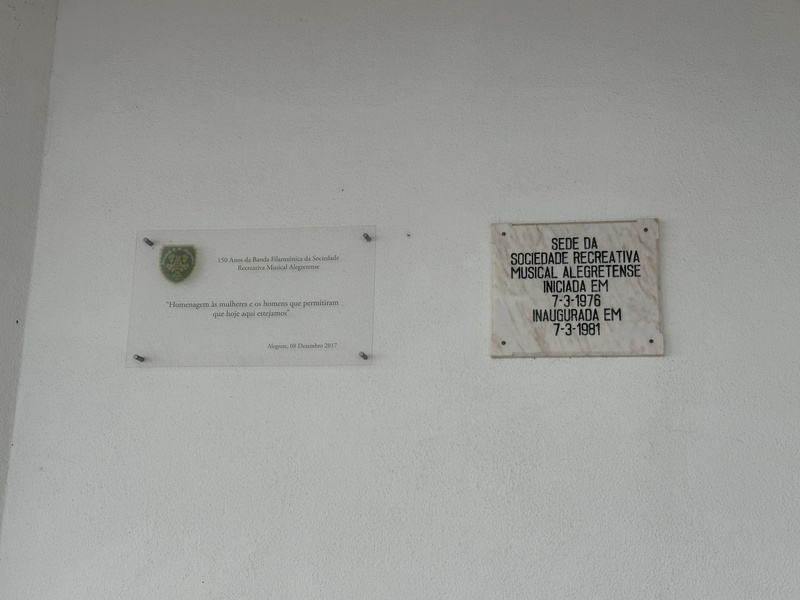 150 Anos da Banda Filarmónica da Sociedade
Recreativa Musical Alegretense
"Homenagem às mulheres e os homens que permitiram
que hoje aqui estejamos"
Alegrete, 08 Dezembro 2017
SEDE DA
SOCIEDADE RECREATIVA
MUSICAL ALEGRETENSE
INICIADA EM
7-3-1976
INAUGURADA EM
7-3-1981